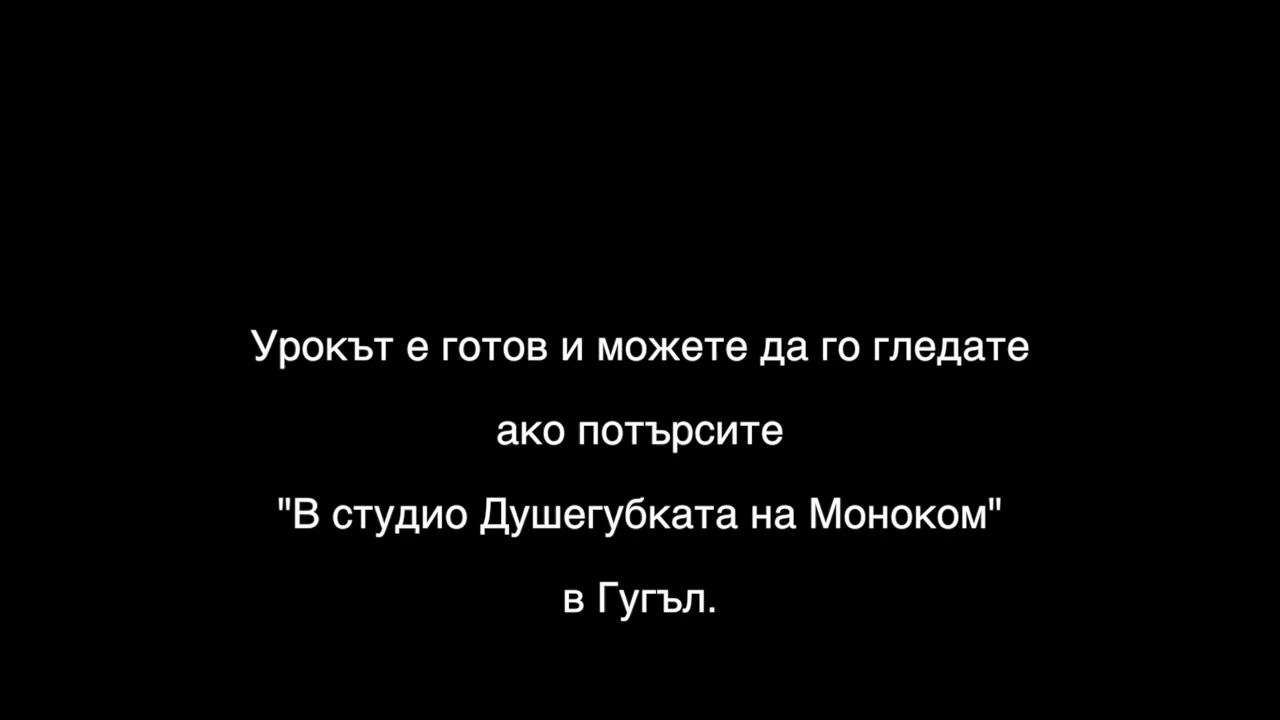 Урокът е готов и можете да го гледате
ако потърсите
"В студио Душегубката на Моноком"
в Гугъл.